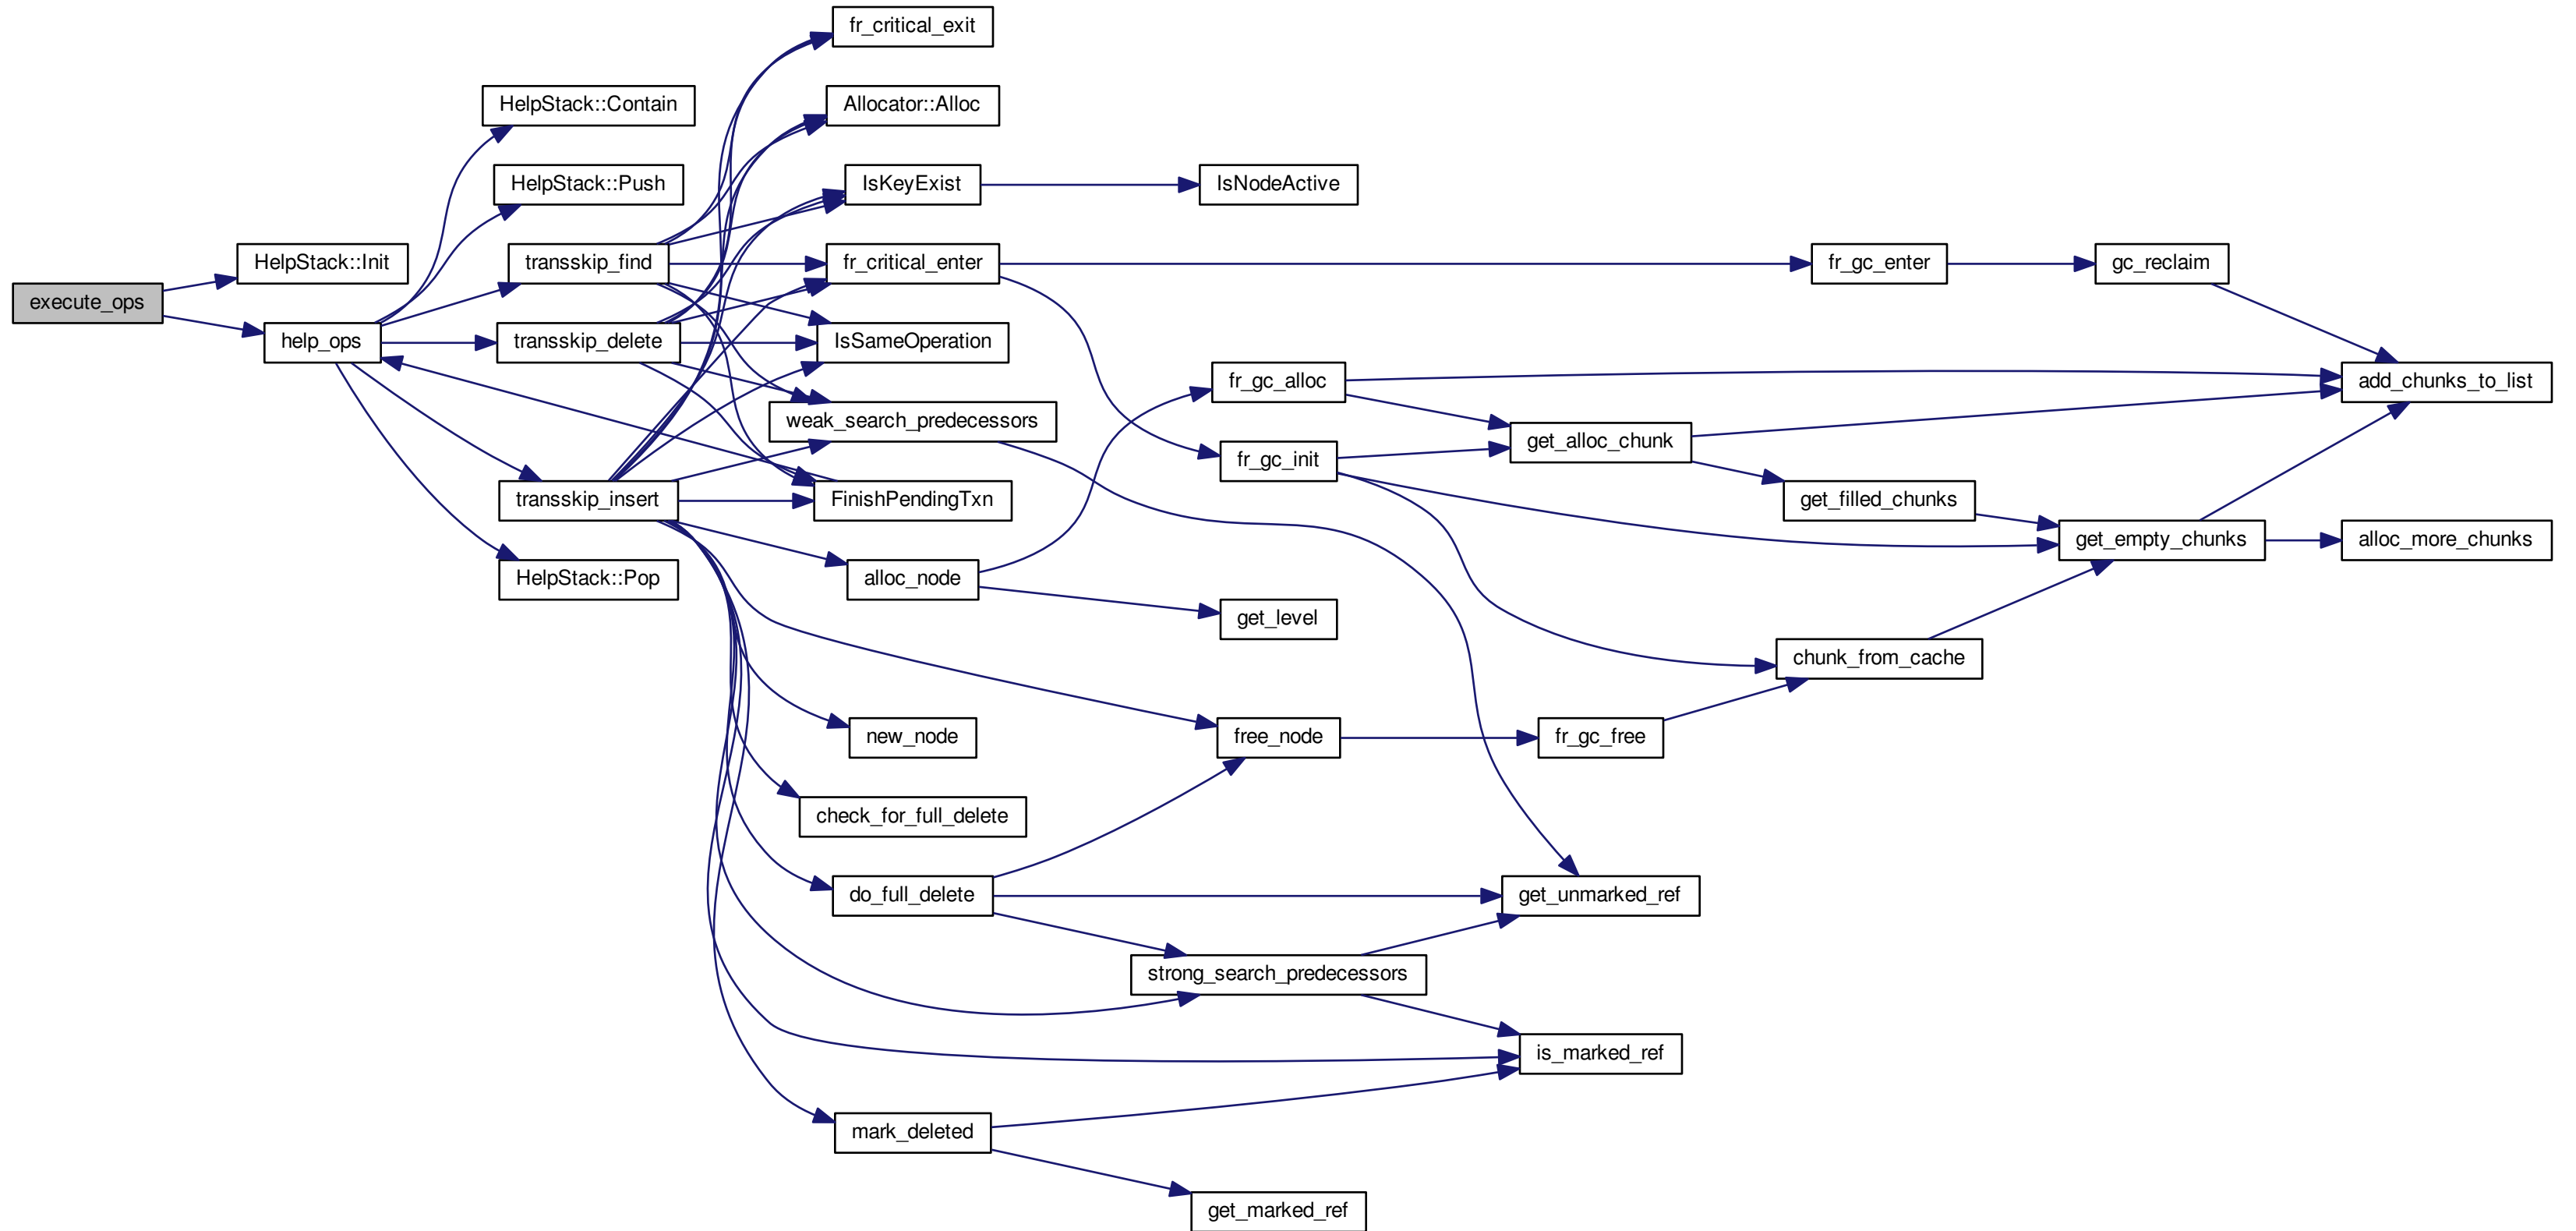 fr_critical_exit
HelpStack::Contain
Allocator::Alloc
HelpStack::Push
IsKeyExist
IsNodeActive
HelpStack::Init
transskip_find
fr_critical_enter
fr_gc_enter
gc_reclaim
execute_ops
help_ops
transskip_delete
IsSameOperation
fr_gc_alloc
add_chunks_to_list
weak_search_predecessors
get_alloc_chunk
fr_gc_init
transskip_insert
FinishPendingTxn
get_filled_chunks
get_empty_chunks
alloc_more_chunks
HelpStack::Pop
alloc_node
get_level
chunk_from_cache
new_node
free_node
fr_gc_free
check_for_full_delete
do_full_delete
get_unmarked_ref
strong_search_predecessors
is_marked_ref
mark_deleted
get_marked_ref